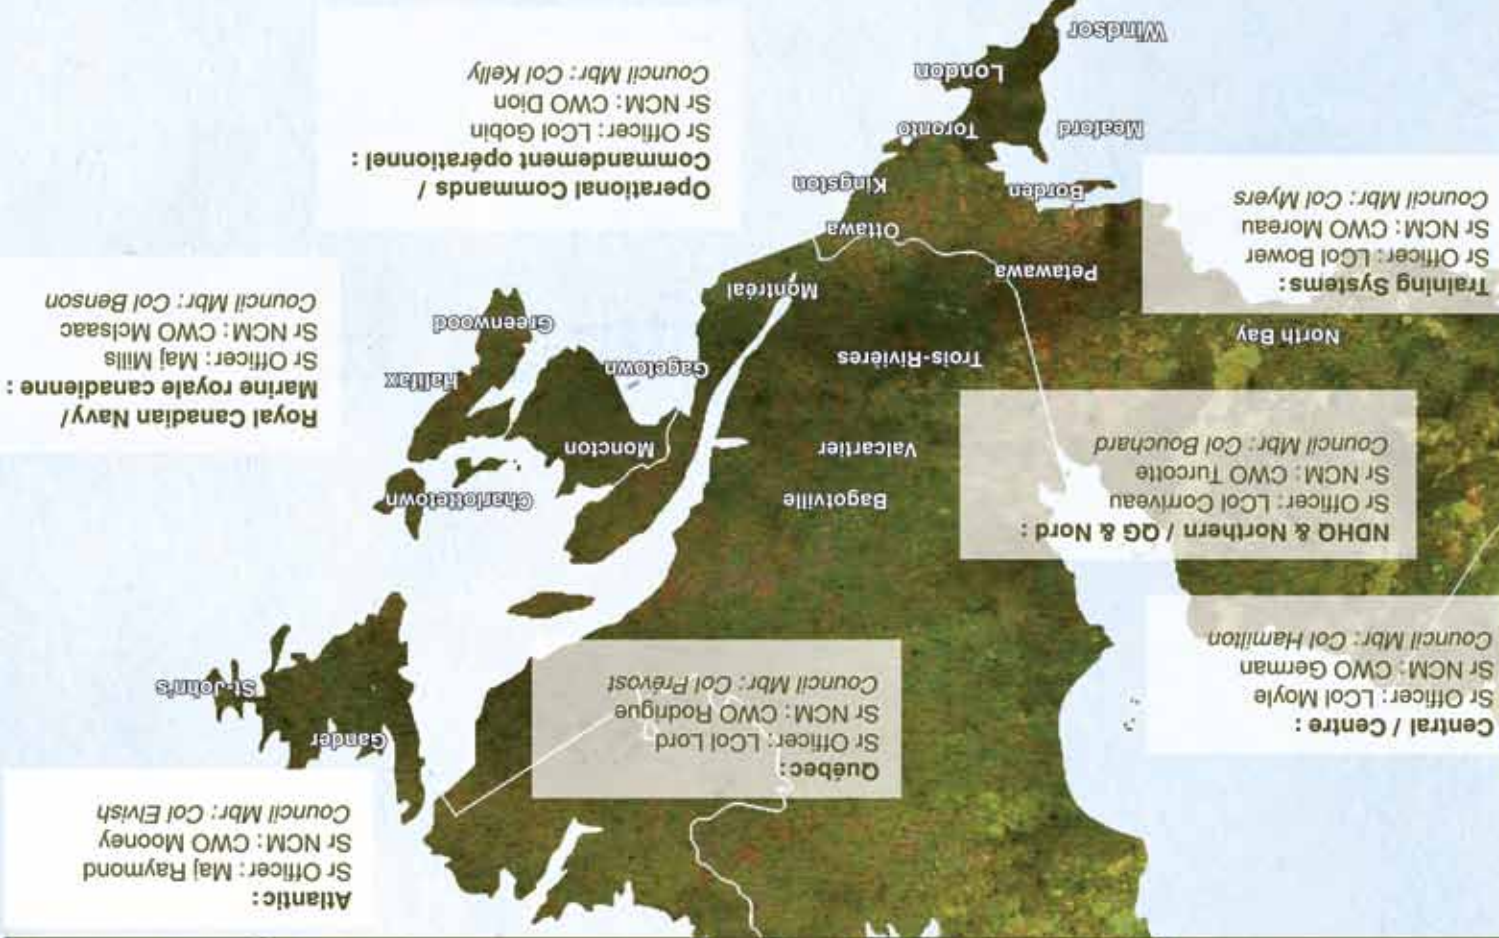 Atlantic :
Sr Officer : Maj Raymond
Sr NCM : CWO Mooney
Council Mbr: Col Elvish
Québec :
Sr Officer : LCol Lord
Sr NCM : CWO Rodrigue
Council Mbr: Col Prévost
Gander
St-John's
Central / Centre :
Sr Officer : LCol Moyle
Sr NCM : CWO German
Council Mbr: Col Hamilton
NDHQ & Northern / QG & Nord :
Sr Officer : LCol Corriveau
Sr NCM : CWO Turcotte
Council Mbr: Col Bouchard
Bagotville
Charlottetown
Valcartier
Moncton
Trois-Rivières
Gagetown
Halifax
Greenwood
Royal Canadian Navy/
Marine royale canadienne :
Sr Officer : Maj Mills
Sr NCM : CWO McIsaac
Council Mbr: Col Benson
North Bay
Training Systems :
Sr Officer : LCol Bower
Sr NCM : CWO Moreau
Council Mbr: Col Myers
Montréal
Petawawa
Ottawa
Borden
Kingston
Operational Commands /
Commandement opérationnel :
Sr Officer : LCol Gobin
Sr NCM : CWO Dion
Council Mbr: Col Kelly
Meaford
Toronto
London
Windsor